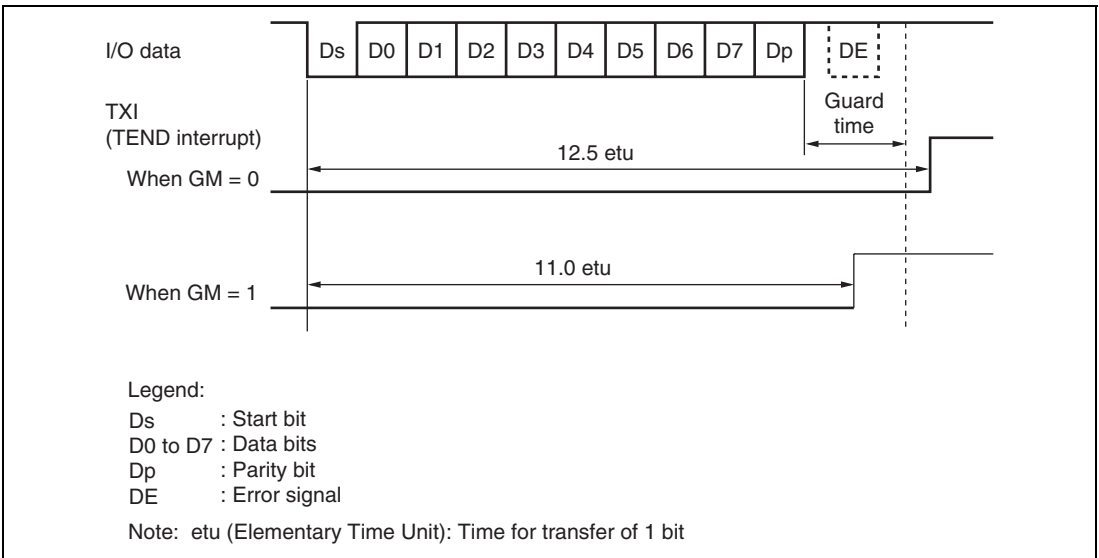 I/O data
Ds D0 D1 D2 D3 D4 D5 D6 D7 Dp DE
Guard
time
TXI
(TEND interrupt)
12.5 etu
When GM = 0
11.0 etu
When GM = 1
Legend:
Ds : Start bit
D0 to D7 : Data bits
Dp : Parity bit
DE : Error signal
Note: etu (Elementary Time Unit): Time for transfer of 1 bit